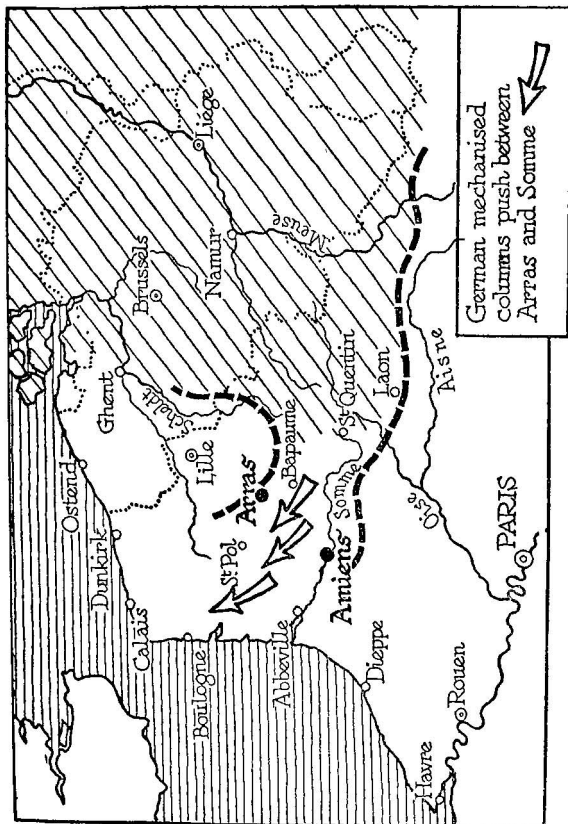 Ostend
Dunkirk
Calais
Boulogne
Ghent
Brussels
Scheldt
Lille
Liège
Namur
Meuse
Arras
St. Pol
Bapaume
Abbeville
Somme
Amiens
St Quentin
Laon
Dieppe
Oise
Aisne
Havre
Rouen
PARIS
German mechanised
columns push between
Arras and Somme